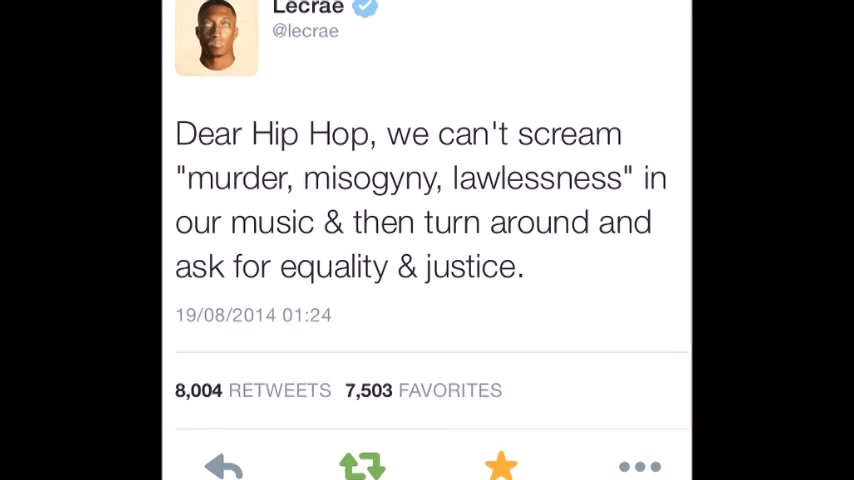 Lecrae
@lecrae
Dear Hip Hop, we can't scream
"murder, misogyny, lawlessness" in
our music & then turn around and
ask for equality & justice.
19/08/2014 01:24
8,004 RETWEETS 7,503 FAVORITES